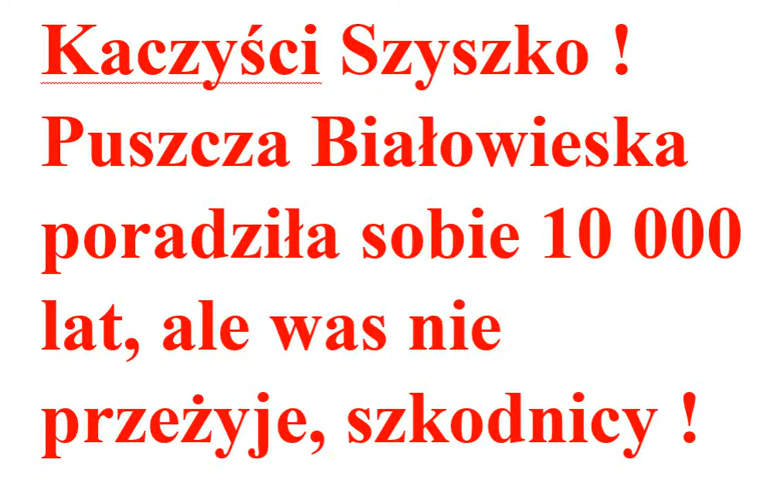 Kaczyści Szyszko !
Puszcza Białowieska
poradziła sobie 10 000
lat, ale was nie
przeżyje, szkodnicy !